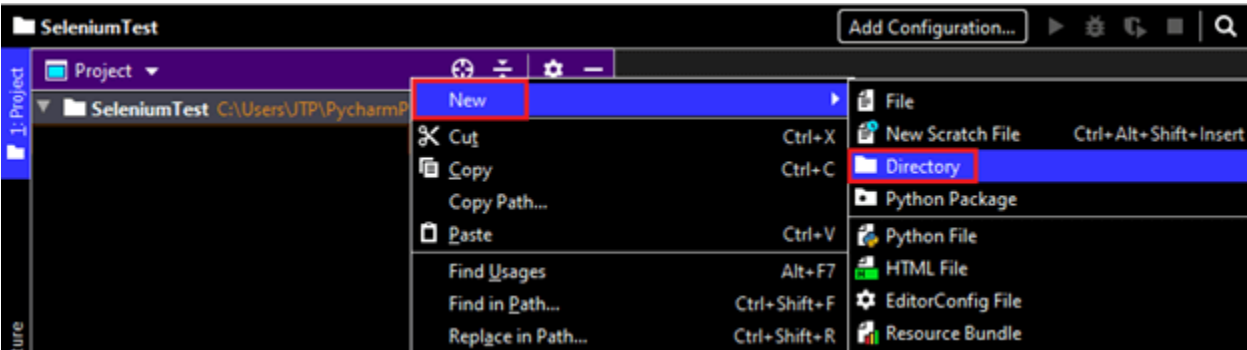 SeleniumTest
Add Configuration...
1: Project
Project
SeleniumTest C:\Users\JTP\PycharmP
New
Cut Ctrl+X
Copy Ctrl+C
Copy Path...
Paste Ctrl+V
Find Usages Alt+F7
Find in Path... Ctrl+Shift+F
Replace in Path... Ctrl+Shift+R
File
New Scratch File Ctrl+Alt+Shift+Insert
Directory
Python Package
Python File
HTML File
EditorConfig File
Resource Bundle
ture